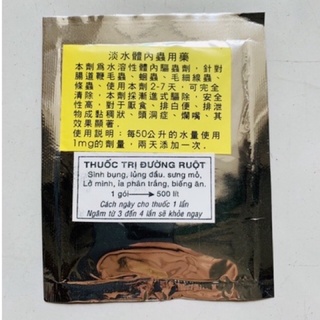 淡水體內蟲用藥
本劑為水溶性體內驅蟲劑，針對
腸道鞭毛蟲、蛔蟲、毛細線蟲、
絛蟲、使用本劑2-7天，可完全
清除，本劑採漸進式驅除，安全
性高，對于厭食、排白便、排泄
物成黏稠狀、頭洞症、爛嘴、其
效果顯著。
使用說明：每50公升的水量使用
1mg的劑量，兩天添加一次.
THUỐC TRỊ ĐƯỜNG RUỘT
Sình bụng, lủng đầu, sưng mỏ,
Lở mình, ỉa phân trắng, biếng ăn.
1 gói → 500 lít
Cách ngày cho thuốc 1 lần
Ngâm từ 3 đến 4 lần sẽ khỏe ngay